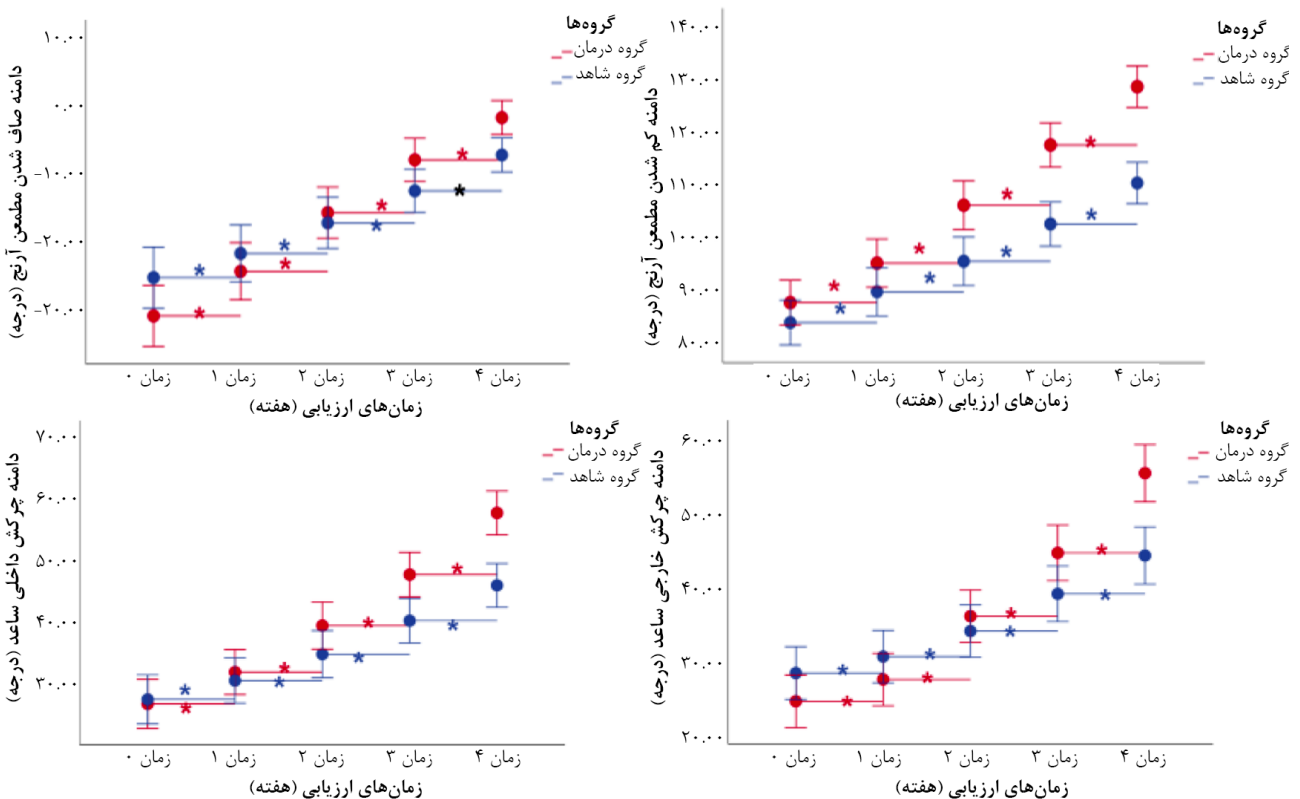 گروه‌ها
گروه درمان
گروه شاهد
دامنه صاف شدن مطمعن آرنج (درجه)
۱۰.۰۰
۰.۰۰
-۱۰.۰۰
-۲۰.۰۰
-۲۰.۰۰
زمان ۰
زمان ۱
زمان ۲
زمان ۳
زمان ۴
زمان‌های ارزیابی (هفته)
گروه‌ها
گروه درمان
گروه شاهد
دامنه کم شدن مطمعن آرنج (درجه)
۱۴۰.۰۰
۱۳۰.۰۰
۱۲۰.۰۰
۱۱۰.۰۰
۱۰۰.۰۰
۹۰.۰۰
۸۰.۰۰
زمان ۰
زمان ۱
زمان ۲
زمان ۳
زمان ۴
زمان‌های ارزیابی (هفته)
گروه‌ها
گروه درمان
گروه شاهد
دامنه چرکش داخلی ساعد (درجه)
۷۰.۰۰
۶۰.۰۰
۵۰.۰۰
۴۰.۰۰
۳۰.۰۰
زمان ۰
زمان ۱
زمان ۲
زمان ۳
زمان ۴
زمان‌های ارزیابی (هفته)
گروه‌ها
گروه درمان
گروه شاهد
دامنه چرکش خارجی ساعد (درجه)
۶۰.۰۰
۵۰.۰۰
۴۰.۰۰
۳۰.۰۰
۲۰.۰۰
زمان ۰
زمان ۱
زمان ۲
زمان ۳
زمان ۴
زمان‌های ارزیابی (هفته)